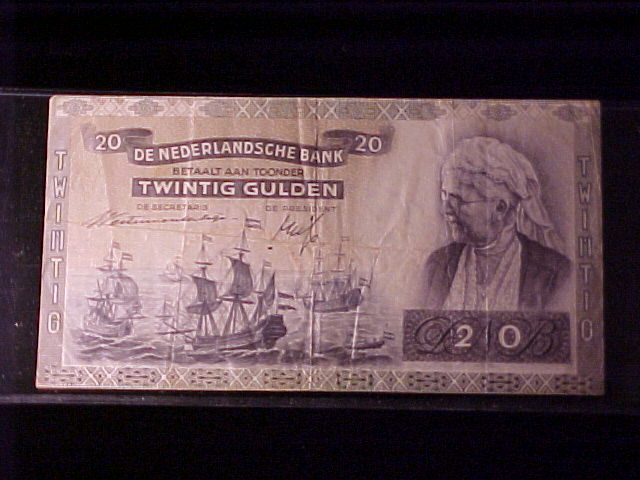 20 DE NEDERLANDSCHE BANK 20
BETAALT AAN TOONDER
TWINTIG GULDEN
DE SECRETARIS DE PRESIDENT
TWINTIG
TWINTIG
D 20 B